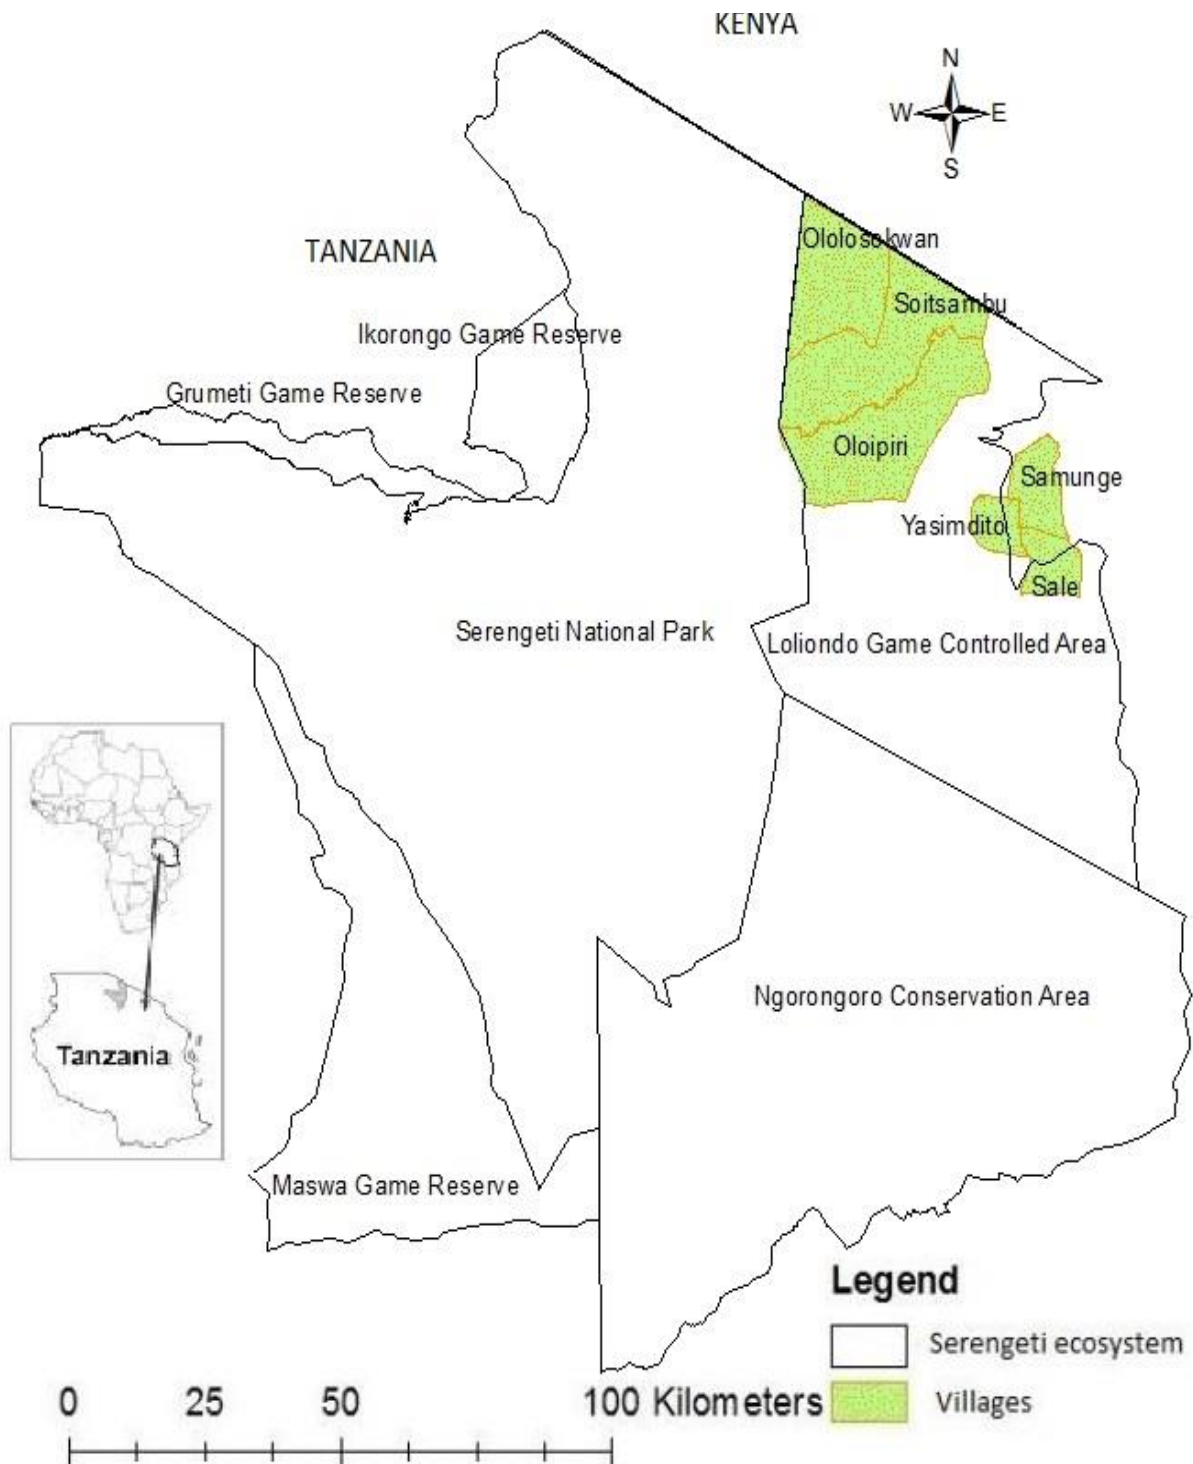 KENYA
N
W E
S
TANZANIA
Ololosokwan
Soitsambu
Ikorongo Game Reserve
Grumeti Game Reserve
Oloipiri
Samunge
Yasimdito
Sale
Serengeti National Park
Loliondo Game Controlled Area
Ngorongoro Conservation Area
Tanzania
Maswa Game Reserve
Legend
Serengeti ecosystem
Villages
0 25 50 100 Kilometers